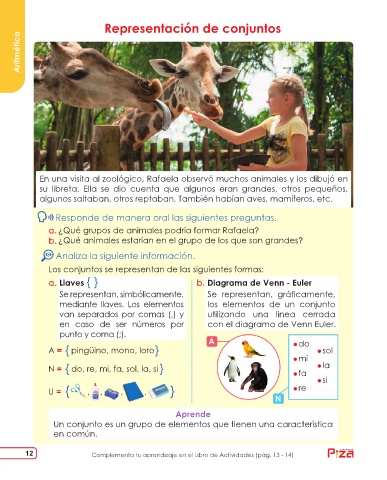 Aritmética
Representación de conjuntos
En una visita al zoológico, Rafaela observó muchos animales y los dibujó en
su libreta. Ella se dio cuenta que algunos eran grandes, otros pequeños,
algunos saltaban, otros reptaban. También habían aves, mamíferos, etc.
Responde de manera oral las siguientes preguntas.
a. ¿Qué grupos de animales podría formar Rafaela?
b. ¿Qué animales estarían en el grupo de los que son grandes?
Analiza la siguiente información.
Los conjuntos se representan de las siguientes formas:
a. Llaves { }
Se representan, simbólicamente,
mediante llaves. Los elementos
van separados por comas (,) y
en caso de ser números por
punto y coma (;).
A = { pingüino, mono, loro}
N = { do, re, mi, fa, sol, la, si}
U = { , , , , }
b. Diagrama de Venn - Euler
Se representan, gráficamente,
los elementos de un conjunto
utilizando una línea cerrada
con el diagrama de Venn Euler.
A
do
sol
mi
la
fa
si
re
N
Aprende
Un conjunto es un grupo de elementos que tienen una característica
en común.
12
Complementa tu aprendizaje en el Libro de Actividades (pág. 13 - 14)